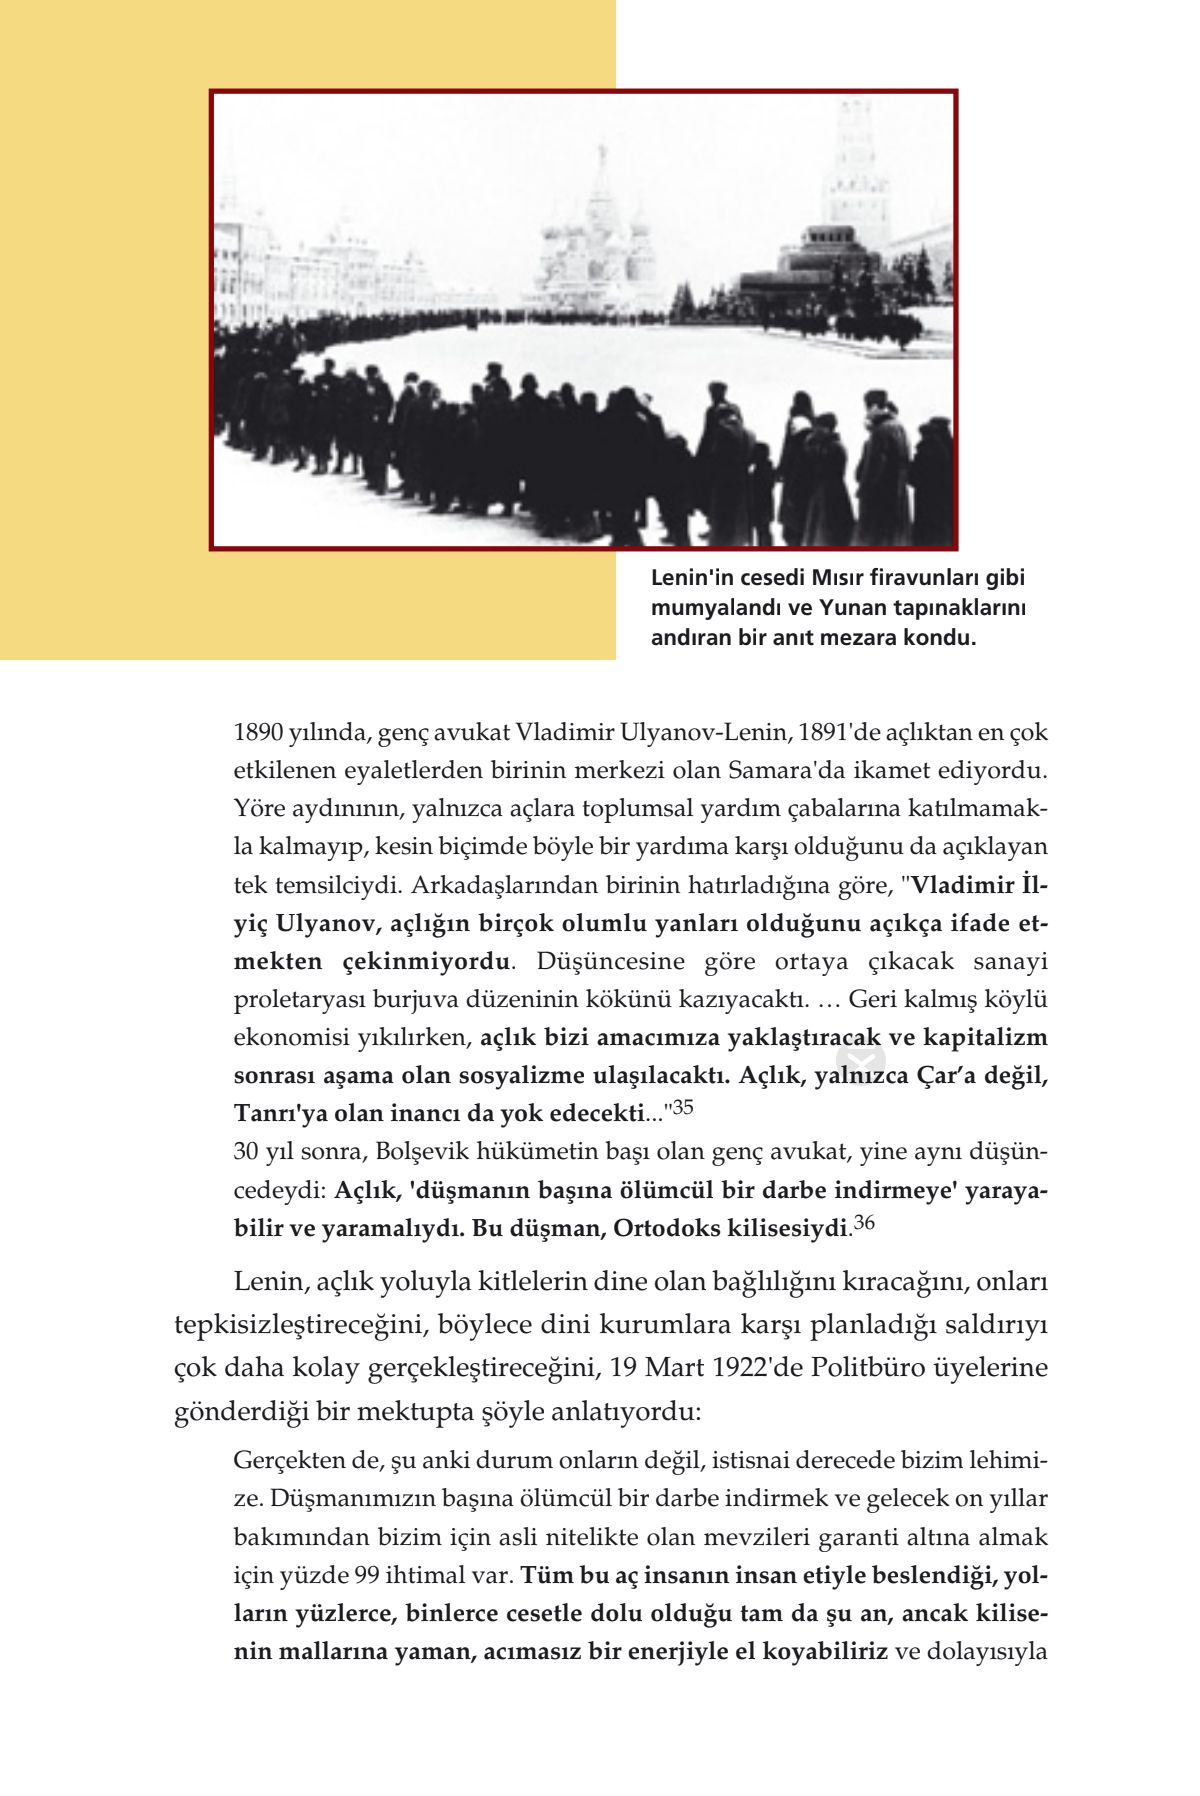 Lenin'in cesedi Mısır firavunları gibi
mumyalandı ve Yunan tapınaklarını
andıran bir anıt mezara kondu.
1890 yılında, genç avukat Vladimir Ulyanov-Lenin, 1891'de açlıktan en çok
etkilenen eyaletlerden birinin merkezi olan Samara'da ikamet ediyordu.
Yöre aydınının, yalnızca açlara toplumsal yardım çabalarına katılmamak-
la kalmayıp, kesin biçimde böyle bir yardıma karşı olduğunu da açıklayan
tek temsilciydi. Arkadaşlarından birinin hatırladığına göre, "Vladimir İl-
yiç Ulyanov, açlığın birçok olumlu yanları olduğunu açıkça ifade et-
mekten çekinmiyordu. Düşüncesine göre ortaya çıkacak sanayi
proletaryası burjuva düzeninin kökünü kazıyacaktı. … Geri kalmış köylü
ekonomisi yıkılırken, açlık bizi amacımıza yaklaştıracak ve kapitalizm
sonrası aşama olan sosyalizme ulaşılacaktı. Açlık, yalnızca Çar’a değil,
Tanrı'ya olan inancı da yok edecekti..."35
30 yıl sonra, Bolşevik hükümetin başı olan genç avukat, yine aynı düşün-
cedeydi: Açlık, 'düşmanın başına ölümcül bir darbe indirmeye' yaraya-
bilir ve yaramalıydı. Bu düşman, Ortodoks kilisesiydi.36
Lenin, açlık yoluyla kitlelerin dine olan bağlılığını kıracağını, onları
tepkisizleştireceğini, böylece dini kurumlara karşı planladığı saldırıyı
çok daha kolay gerçekleştireceğini, 19 Mart 1922'de Politbüro üyelerine
gönderdiği bir mektupta şöyle anlatıyordu:
Gerçekten de, şu anki durum onların değil, istisnai derecede bizim lehimi-
ze. Düşmanımızın başına ölümcül bir darbe indirmek ve gelecek on yıllar
bakımından bizim için asli nitelikte olan mevzileri garanti altına almak
için yüzde 99 ihtimal var. Tüm bu aç insanın insan etiyle beslendiği, yol-
ların yüzlerce, binlerce cesetle dolu olduğu tam da şu an, ancak kilise-
nin mallarına yaman, acımasız bir enerjiyle el koyabiliriz ve dolayısıyla